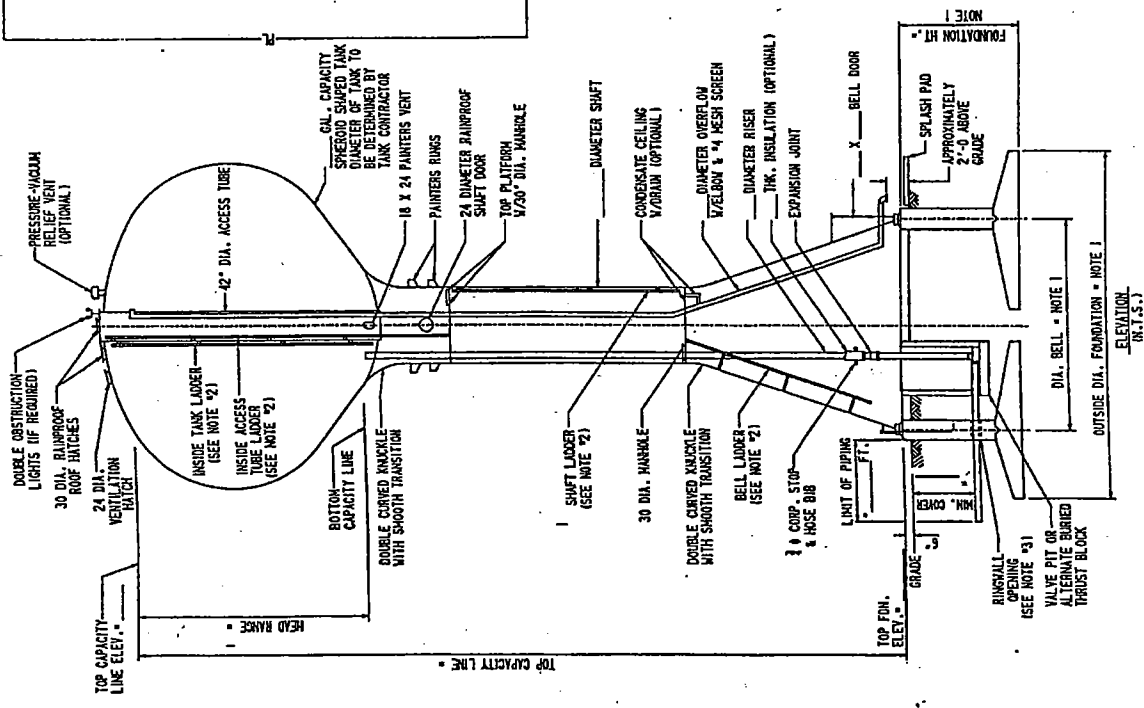 PL
DOUBLE OBSTRUCTION
LIGHTS (IF REQUIRED)
30 DIA. RAINPROOF
ROOF HATCHES
24 DIA.
VENTILATION
HATCH
PRESSURE-VACUUM
RELIEF VENT
(OPTIONAL)
TOP CAPACITY
LINE ELEV.=
HEAD RANGE =
TOP CAPACITY LINE =
42" DIA. ACCESS TUBE
INSIDE TANK LADDER
(SEE NOTE #2)
INSIDE ACCESS
TUBE LADDER
(SEE NOTE #2)
BOTTOM
CAPACITY LINE
DOUBLE CURVED KNUCKLE
WITH SMOOTH TRANSITION
GAL. CAPACITY
SPHEROID SHAPED TANK
DIAMETER OF TANK TO
BE DETERMINED BY
TANK CONTRACTOR
18 X 24 PAINTERS VENT
PAINTERS RINGS
24 DIAMETER RAINPROOF
SHAFT DOOR
TOP PLATFORM
W/30" DIA. MANHOLE
DIAMETER SHAFT
SHAFT LADDER
(SEE NOTE #2)
30 DIA. MANHOLE
DOUBLE CURVED KNUCKLE
WITH SMOOTH TRANSITION
CONDENSATE CEILING
W/DRAIN (OPTIONAL)
DIAMETER OVERFLOW
W/ELBOW & #4 MESH SCREEN
DIAMETER RISER
THK. INSULATION (OPTIONAL)
EXPANSION JOINT
X BELL DOOR
BELL LADDER
(SEE NOTE #2)
CORP. STOP
& HOSE BIB
LIMIT OF PIPING
FT.
MIN. COVER
6"
GRADE
TOP FDN.
ELEV.=
RINGWALL
OPENING
(SEE NOTE #3)
VALVE PIT OR
ALTERNATE BURIED
THRUST BLOCK
SPLASH PAD
APPROXIMATELY
2'-0 ABOVE
GRADE
FOUNDATION HT. =
NOTE 1
DIA. BELL = NOTE 1
OUTSIDE DIA. FOUNDATION = NOTE 1
ELEVATION
(N.T.S.)